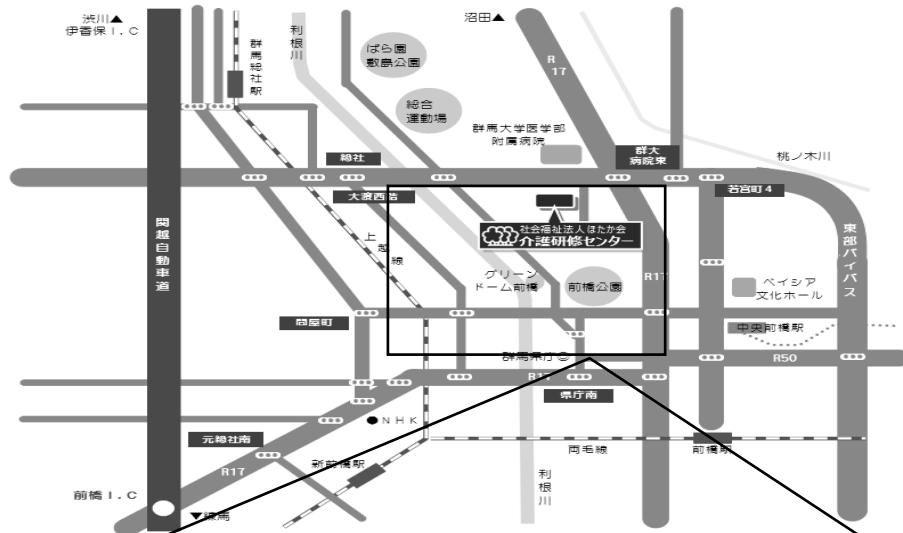 渋川▲
伊香保I.C
沼田▲
群馬総社駅
利根川
ばら園
敷島公園
R
17
総合
運動場
群馬大学医学部
附属病院
群大
病院東
桃ノ木川
総社
若宮町4
大渡西詰
社会福祉法人ほたか会
介護研修センター
関越自動車道
上越線
東部バイパス
グリーン
ドーム前橋
前橋公園
R17
ベイシア
文化ホール
問屋町
中央前橋駅
群馬県庁◎
R50
R17
県庁南
●NHK
元総社南
両毛線
前橋駅
新前橋駅
R17
利根川
前橋I.C
▼練馬